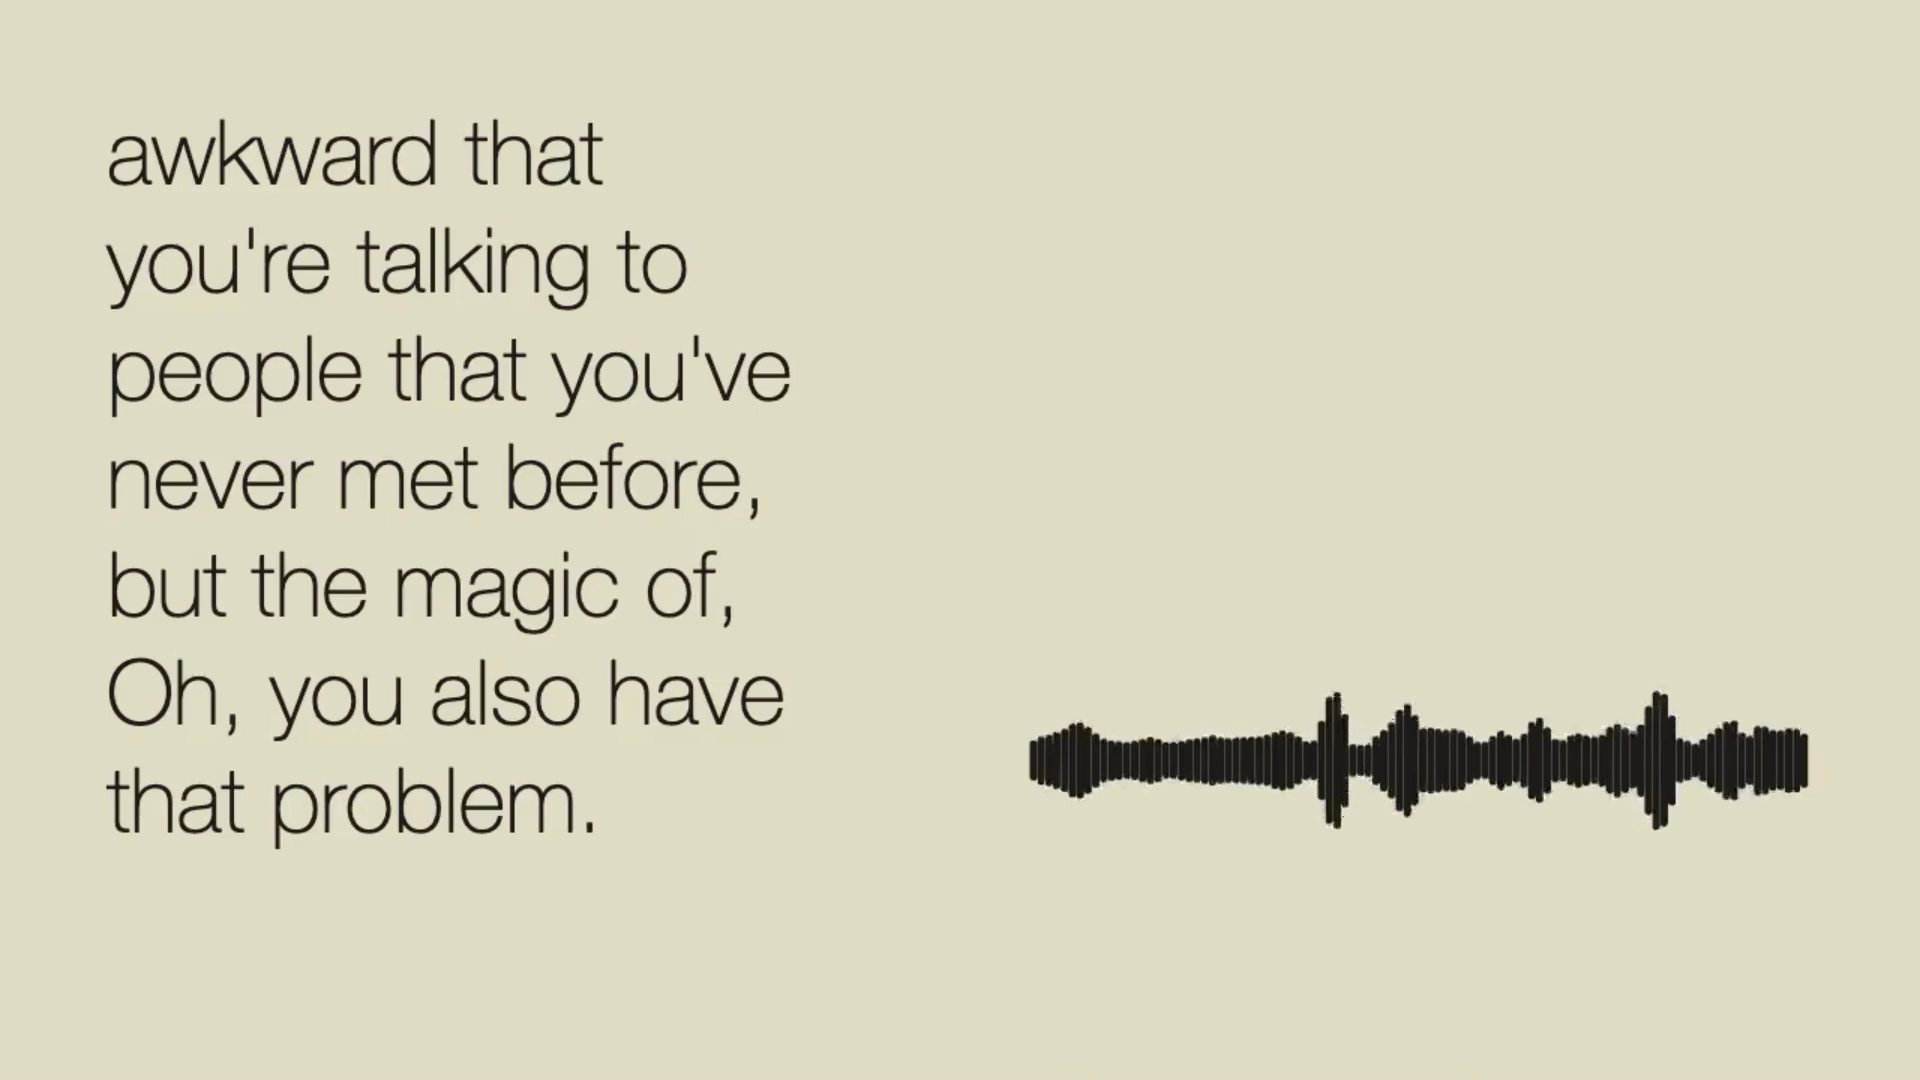 awkward that
you're talking to
people that you've
never met before,
but the magic of,
Oh, you also have
that problem.